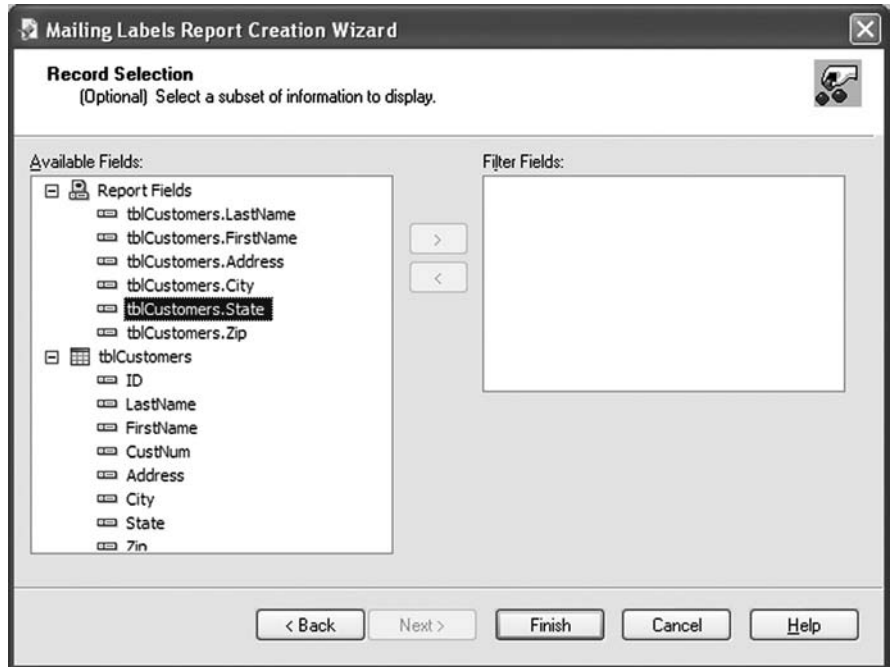 Mailing Labels Report Creation Wizard
Record Selection
(Optional) Select a subset of information to display.
Available Fields:
Filter Fields:
Report Fields
tblCustomers.LastName
tblCustomers.FirstName
tblCustomers.Address
tblCustomers.City
tblCustomers.State
tblCustomers.Zip
tblCustomers
ID
LastName
FirstName
CustNum
Address
City
State
Zip
>
<
< Back
Next >
Finish
Cancel
Help